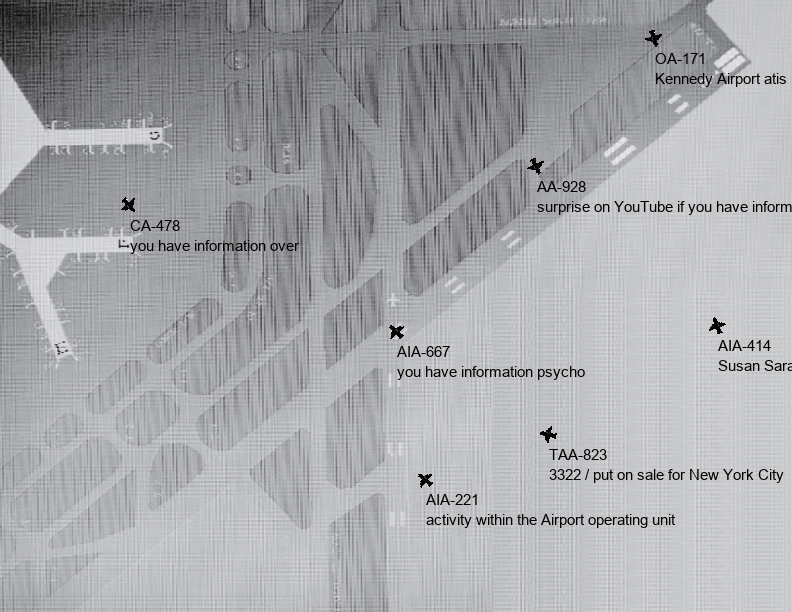 OA-171
Kennedy Airport atis
AA-928
surprise on YouTube if you have inform
CA-478
you have information over
AIA-667
you have information psycho
AIA-414
Susan Sara
TAA-823
3322 / put on sale for New York City
AIA-221
activity within the Airport operating unit